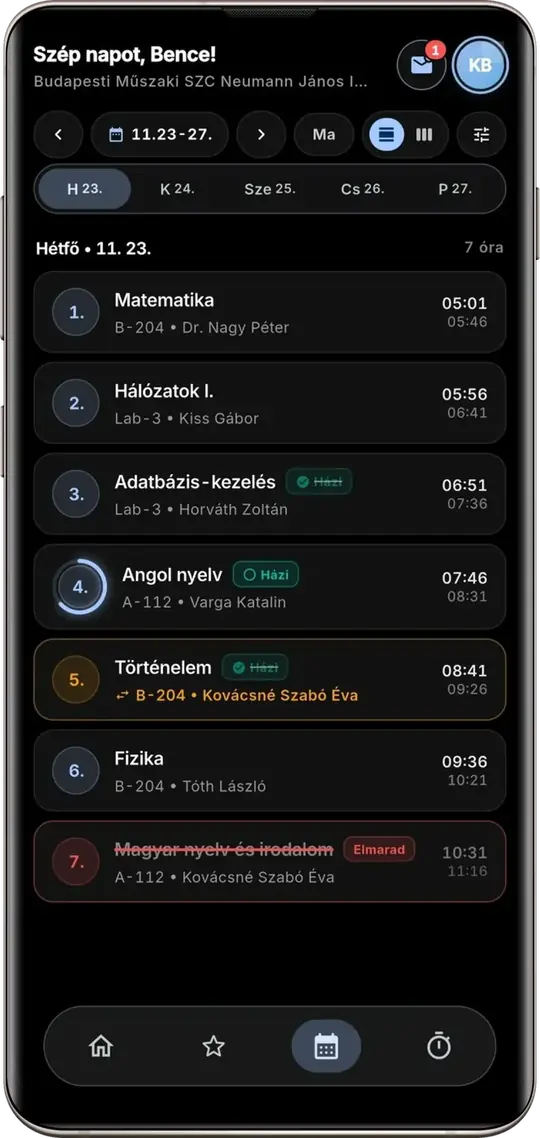 Szép napot, Bence!
Budapesti Műszaki SZC Neumann János I...
1
KB
11.23-27.
Ma
H 23.
K 24.
Sze 25.
Cs 26.
P 27.
Hétfő • 11. 23.
7 óra
1.
Matematika
05:01
B-204 • Dr. Nagy Péter
05:46
2.
Hálózatok I.
05:56
Lab-3 • Kiss Gábor
06:41
3.
Adatbázis-kezelés
Házi
06:51
Lab-3 • Horváth Zoltán
07:36
4.
Angol nyelv
Házi
07:46
A-112 • Varga Katalin
08:31
5.
Történelem
Házi
08:41
B-204 • Kovácsné Szabó Éva
09:26
6.
Fizika
09:36
B-204 • Tóth László
10:21
7.
Magyar nyelv és irodalom
Elmarad
10:31
A-112 • Kovácsné Szabó Éva
11:16